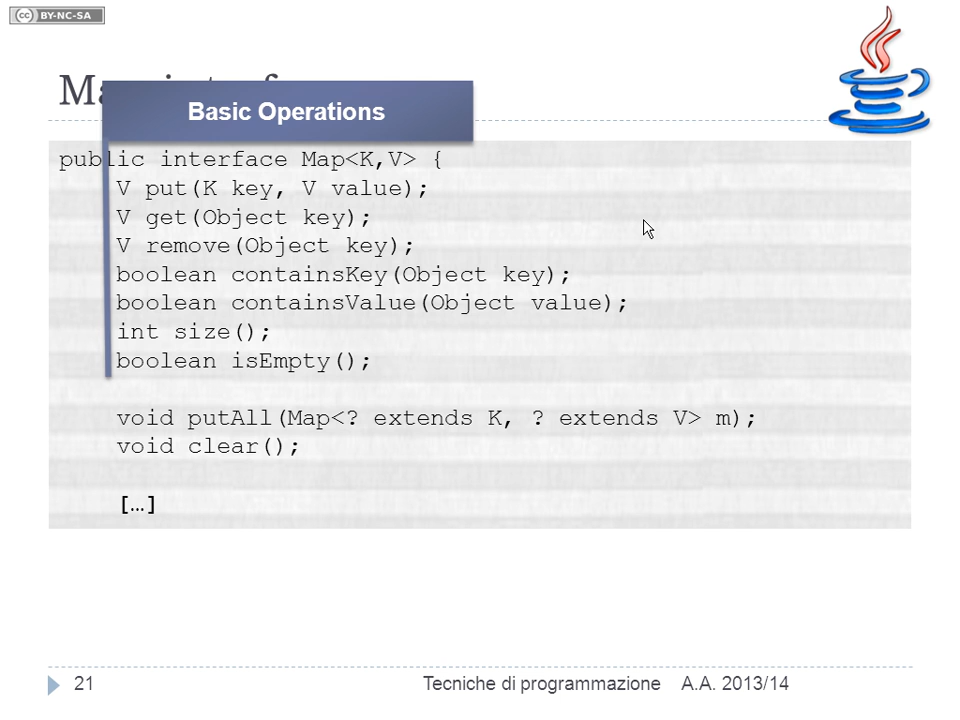 BY-NC-SA
Basic Operations
public interface Map<K,V> {
V put(K key, V value);
V get(Object key);
V remove(Object key);
boolean containsKey(Object key);
boolean containsValue(Object value);
int size();
boolean isEmpty();
void putAll(Map<? extends K, ? extends V> m);
void clear();
[…]
21 Tecniche di programmazione A.A. 2013/14